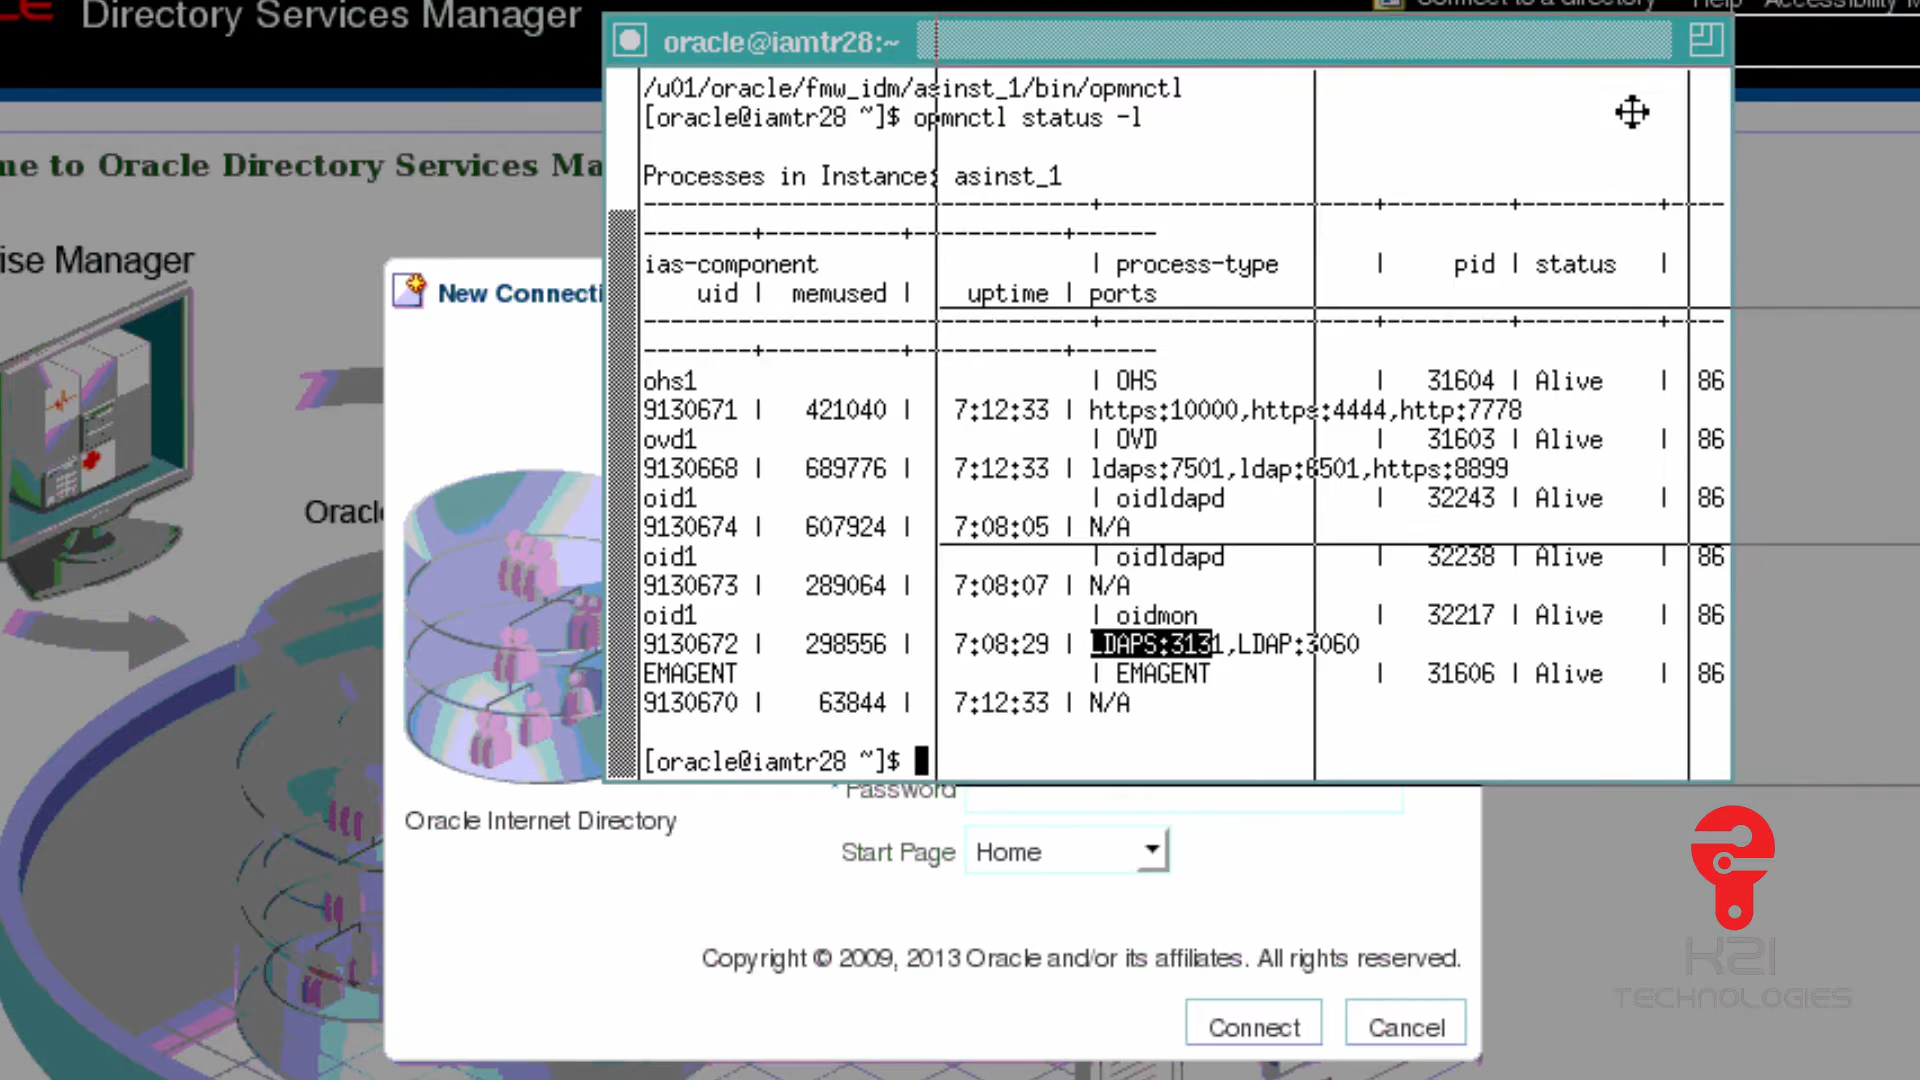 Directory Services Manager
oracle@iamtr28:~
/u01/oracle/fmw_idm/asinst_1/bin/opmnctl
[oracle@iamtr28 ~]$ opmnctl status -l
Processes in Instance: asinst_1
---------------------------------+--------------------+---------+----------+----
--------+----------+-----------+------
ias-component | process-type | pid | status |
uid | memused | uptime | ports
---------------------------------+--------------------+---------+----------+----
--------+----------+-----------+------
ohs1 | OHS | 31604 | Alive | 86
9130671 | 421040 | 7:12:33 | https:10000,https:4444,http:7778
ovd1 | OVD | 31603 | Alive | 86
9130668 | 689776 | 7:12:33 | ldaps:7501,ldap:6501,https:8899
oid1 | oidldapd | 32243 | Alive | 86
9130674 | 607924 | 7:08:05 | N/A
oid1 | oidldapd | 32238 | Alive | 86
9130673 | 289064 | 7:08:07 | N/A
oid1 | oidmon | 32217 | Alive | 86
9130672 | 298556 | 7:08:29 | LDAPS:3131,LDAP:3060
EMAGENT | EMAGENT | 31606 | Alive | 86
9130670 | 63844 | 7:12:33 | N/A
[oracle@iamtr28 ~]$
me to Oracle Directory Services Ma
ise Manager
New Connecti
Oracle
Oracle Internet Directory
* Password
Start Page Home
Copyright © 2009, 2013 Oracle and/or its affiliates. All rights reserved.
Connect Cancel
K21
TECHNOLOGIES